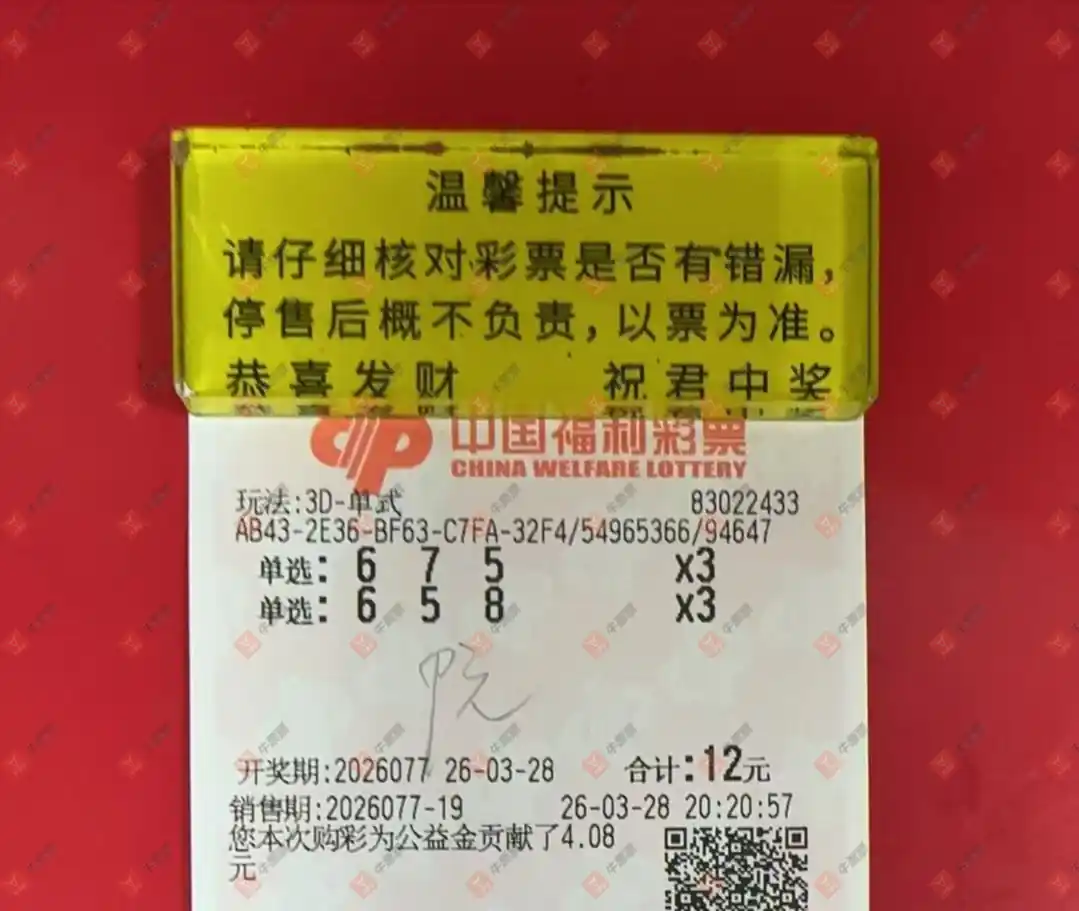 温馨提示
请仔细核对彩票是否有错漏，
停售后概不负责，以票为准。
恭喜发财 祝君中奖
中国福利彩票
CHINA WELFARE LOTTERY
玩法:3D-单式 83022433
AB43-2E36-BF63-C7FA-32F4/54965366/94647
单选: 6 7 5 x3
单选: 6 5 8 x3
开奖期:2026077 26-03-28 合计:12元
销售期:2026077-19 26-03-28 20:20:57
您本次购彩为公益金贡献了4.08
元